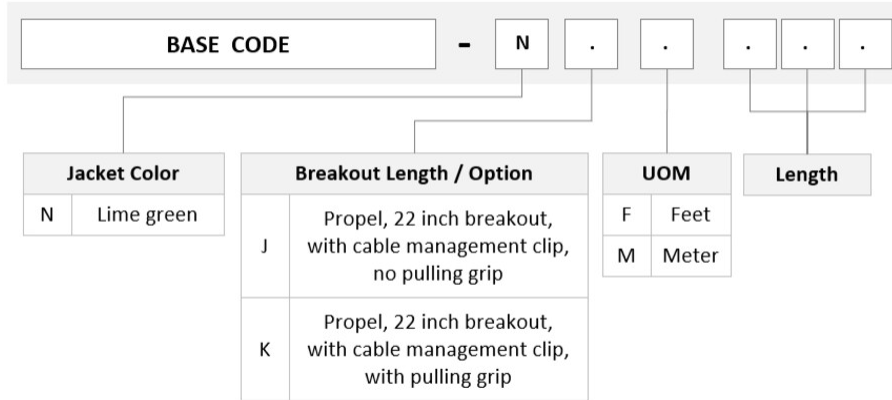 BASE CODE - N . . . . .
Jacket Color
N Lime green
Breakout Length / Option
J Propel, 22 inch breakout,
with cable management clip,
no pulling grip
K Propel, 22 inch breakout,
with cable management clip,
with pulling grip
UOM
F Feet
M Meter
Length